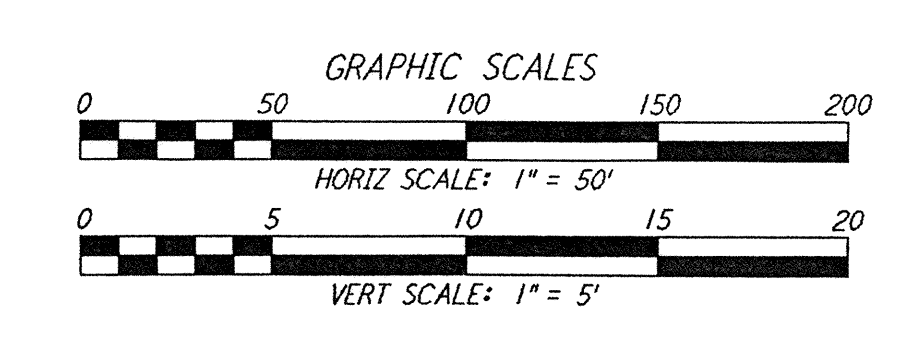 GRAPHIC SCALES
0 50 100 150 200
HORIZ SCALE: 1" = 50'
0 5 10 15 20
VERT SCALE: 1" = 5'